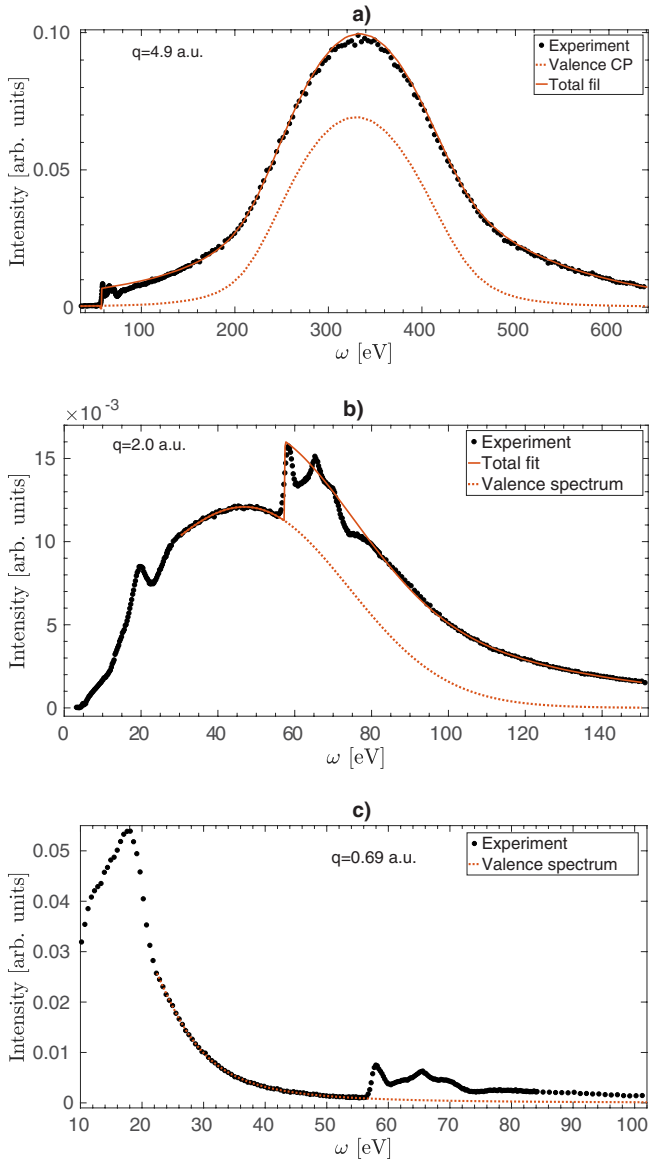 a)
q=4.9 a.u.
Experiment
Valence CP
Total fil
0.10
0.05
0
Intensity [arb. units]
100 200 300 400 500 600
ω [eV]
b)
×10⁻³
q=2.0 a.u.
Experiment
Total fit
Valence spectrum
15
10
5
0
Intensity [arb. units]
0 20 40 60 80 100 120 140
ω [eV]
c)
q=0.69 a.u.
Experiment
Valence spectrum
0.05
0.04
0.03
0.02
0.01
0
Intensity [arb. units]
10 20 30 40 50 60 70 80 90 100
ω [eV]